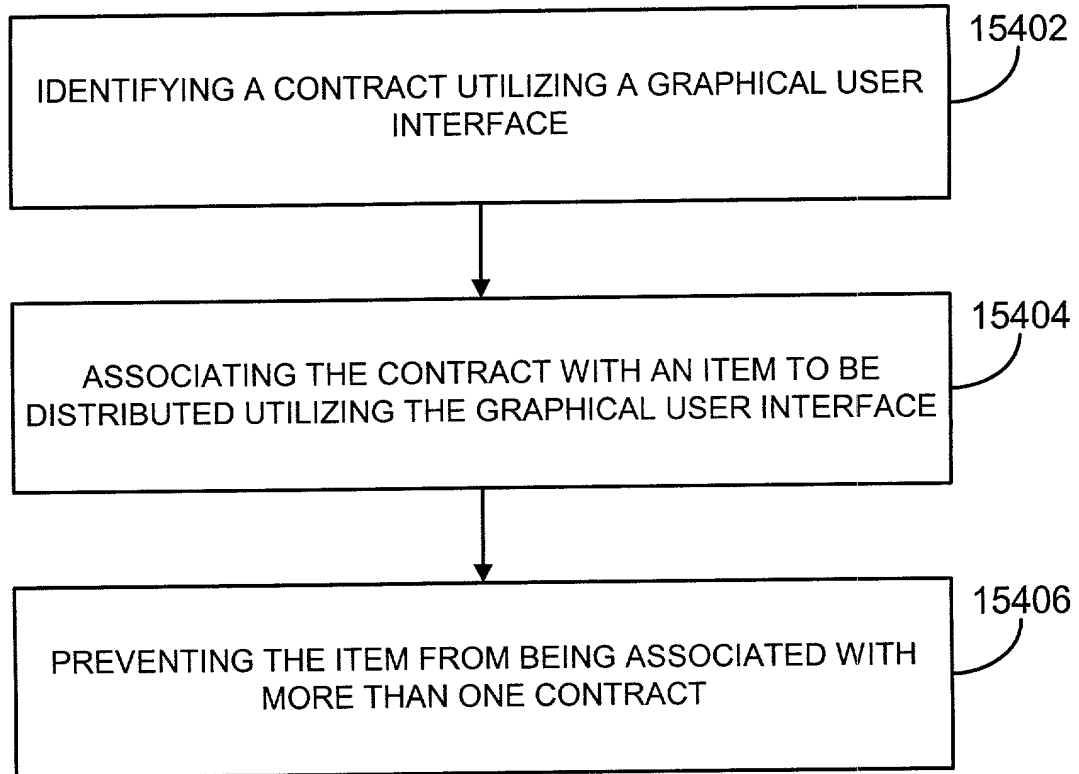 15402
IDENTIFYING A CONTRACT UTILIZING A GRAPHICAL USER
INTERFACE
15404
ASSOCIATING THE CONTRACT WITH AN ITEM TO BE
DISTRIBUTED UTILIZING THE GRAPHICAL USER INTERFACE
15406
PREVENTING THE ITEM FROM BEING ASSOCIATED WITH
MORE THAN ONE CONTRACT